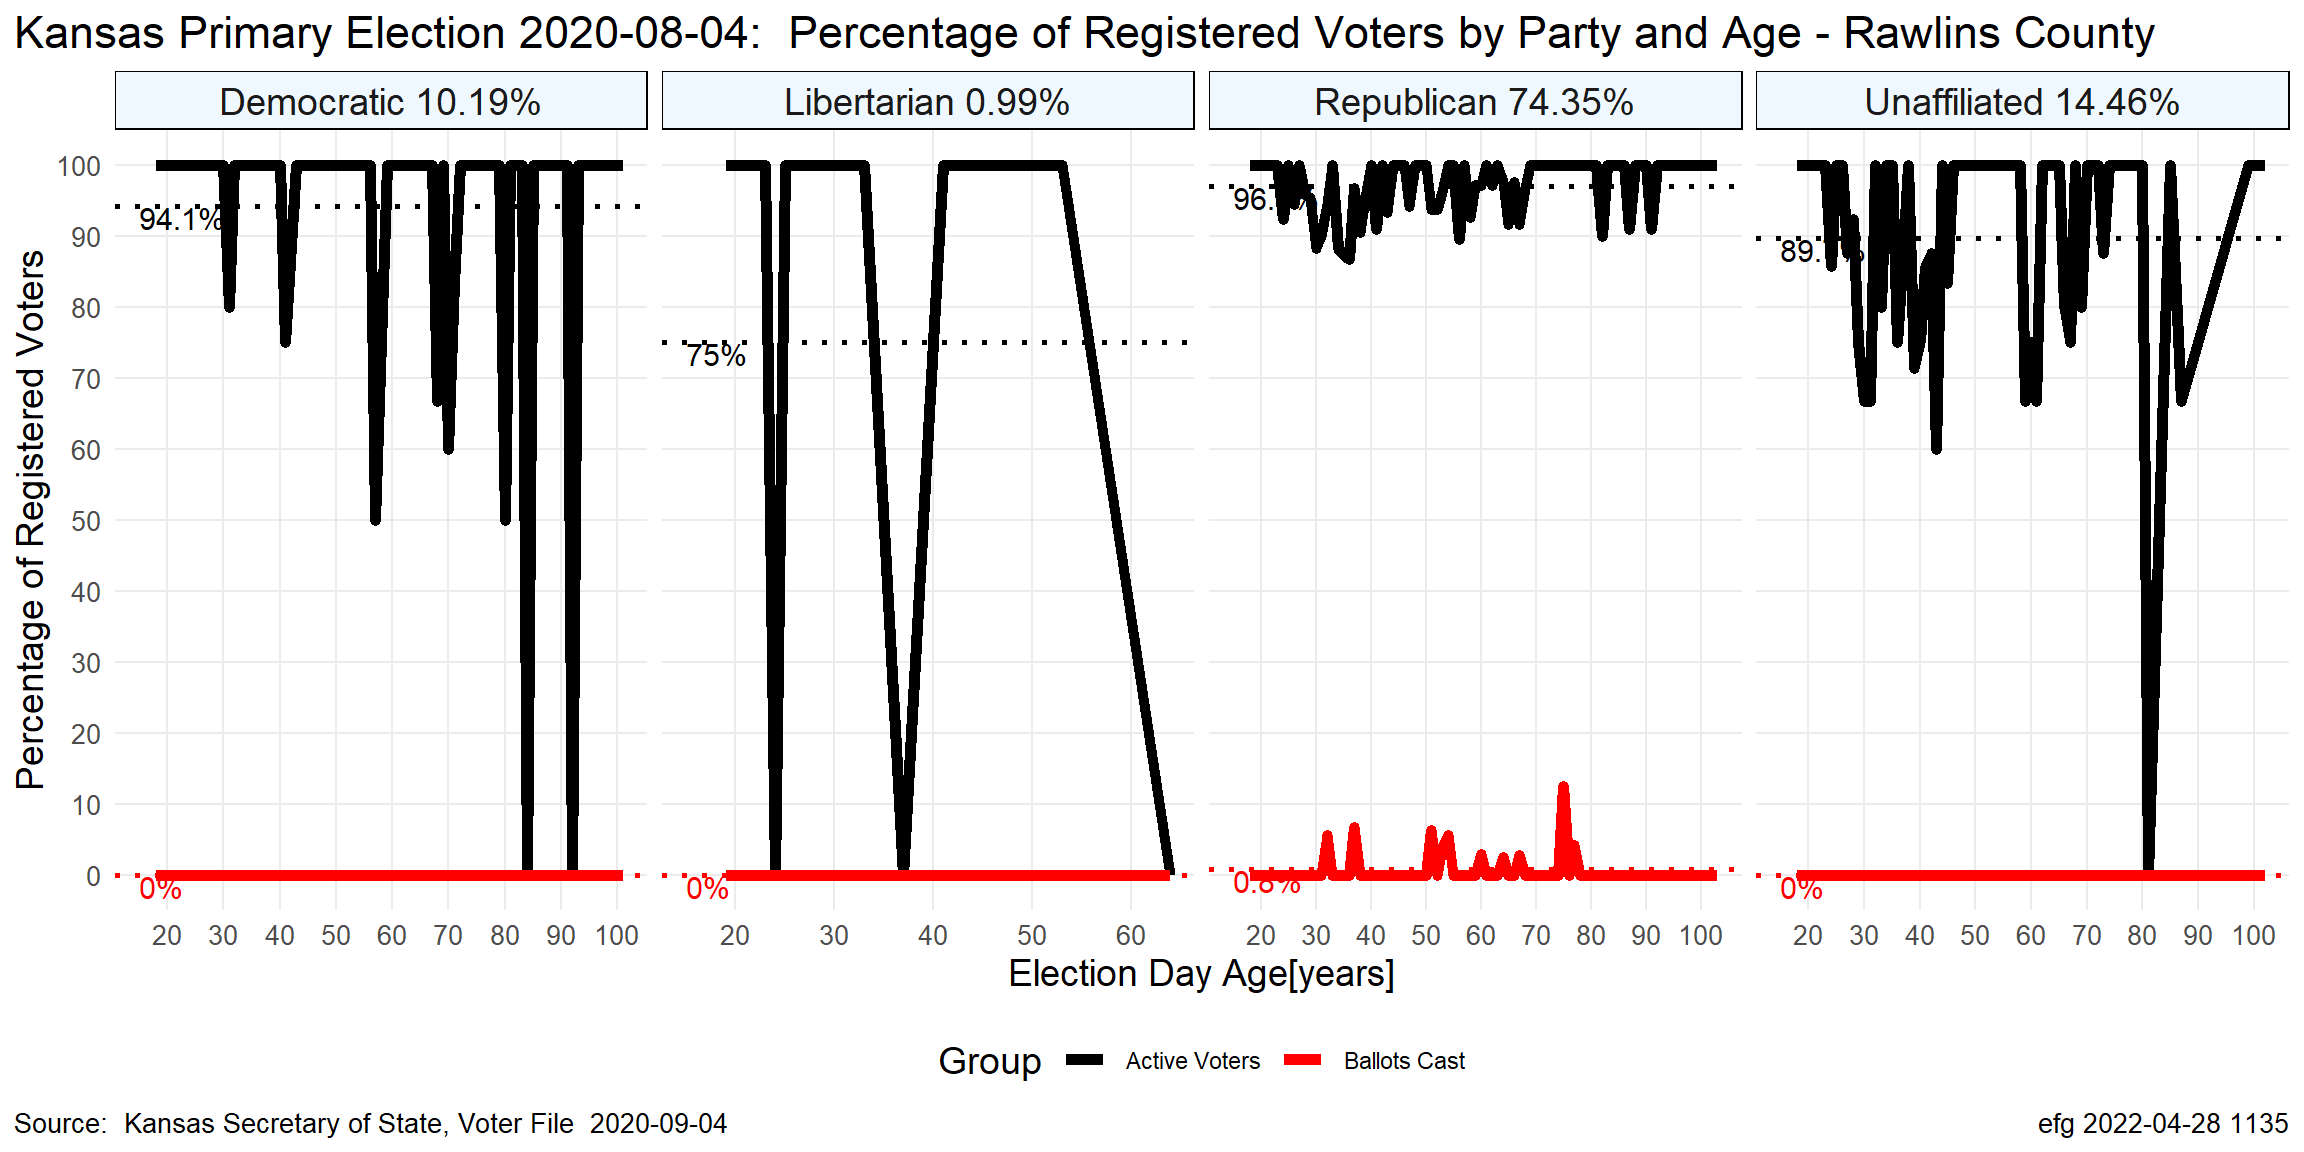 Kansas Primary Election 2020-08-04:  Percentage of Registered Voters by Party and Age - Rawlins County
Democratic 10.19%
Libertarian 0.99%
Republican 74.35%
Unaffiliated 14.46%
Percentage of Registered Voters
100
90
80
70
60
50
40
30
20
10
0
94.1%
75%
96.
89.
0%
0%
0.8%
0%
20 30 40 50 60 70 80 90 100
20 30 40 50 60
20 30 40 50 60 70 80 90 100
20 30 40 50 60 70 80 90 100
Election Day Age[years]
Group Active Voters Ballots Cast
Source:  Kansas Secretary of State, Voter File  2020-09-04
efg 2022-04-28 1135